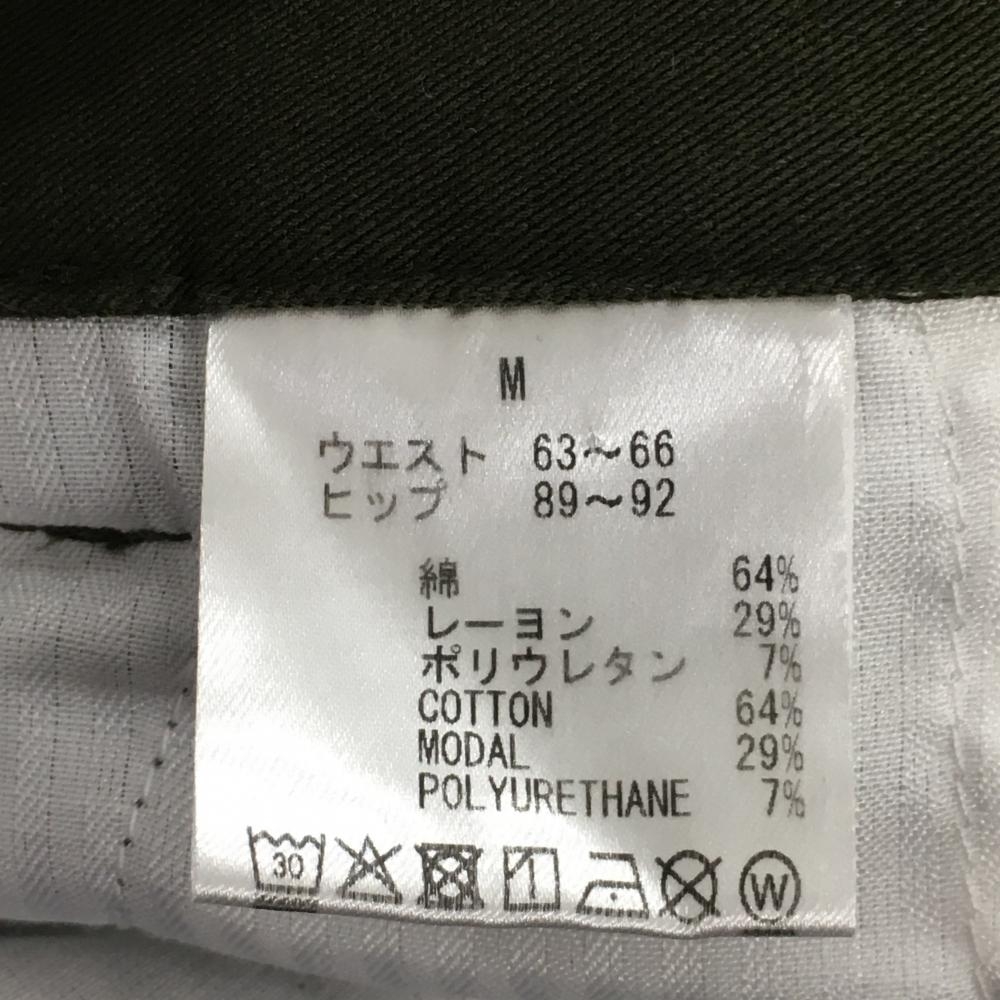 M
ウエスト 63～66
ヒップ 89～92
綿 64%
レーヨン 29%
ポリウレタン 7%
COTTON 64%
MODAL 29%
POLYURETHANE 7%
30 W